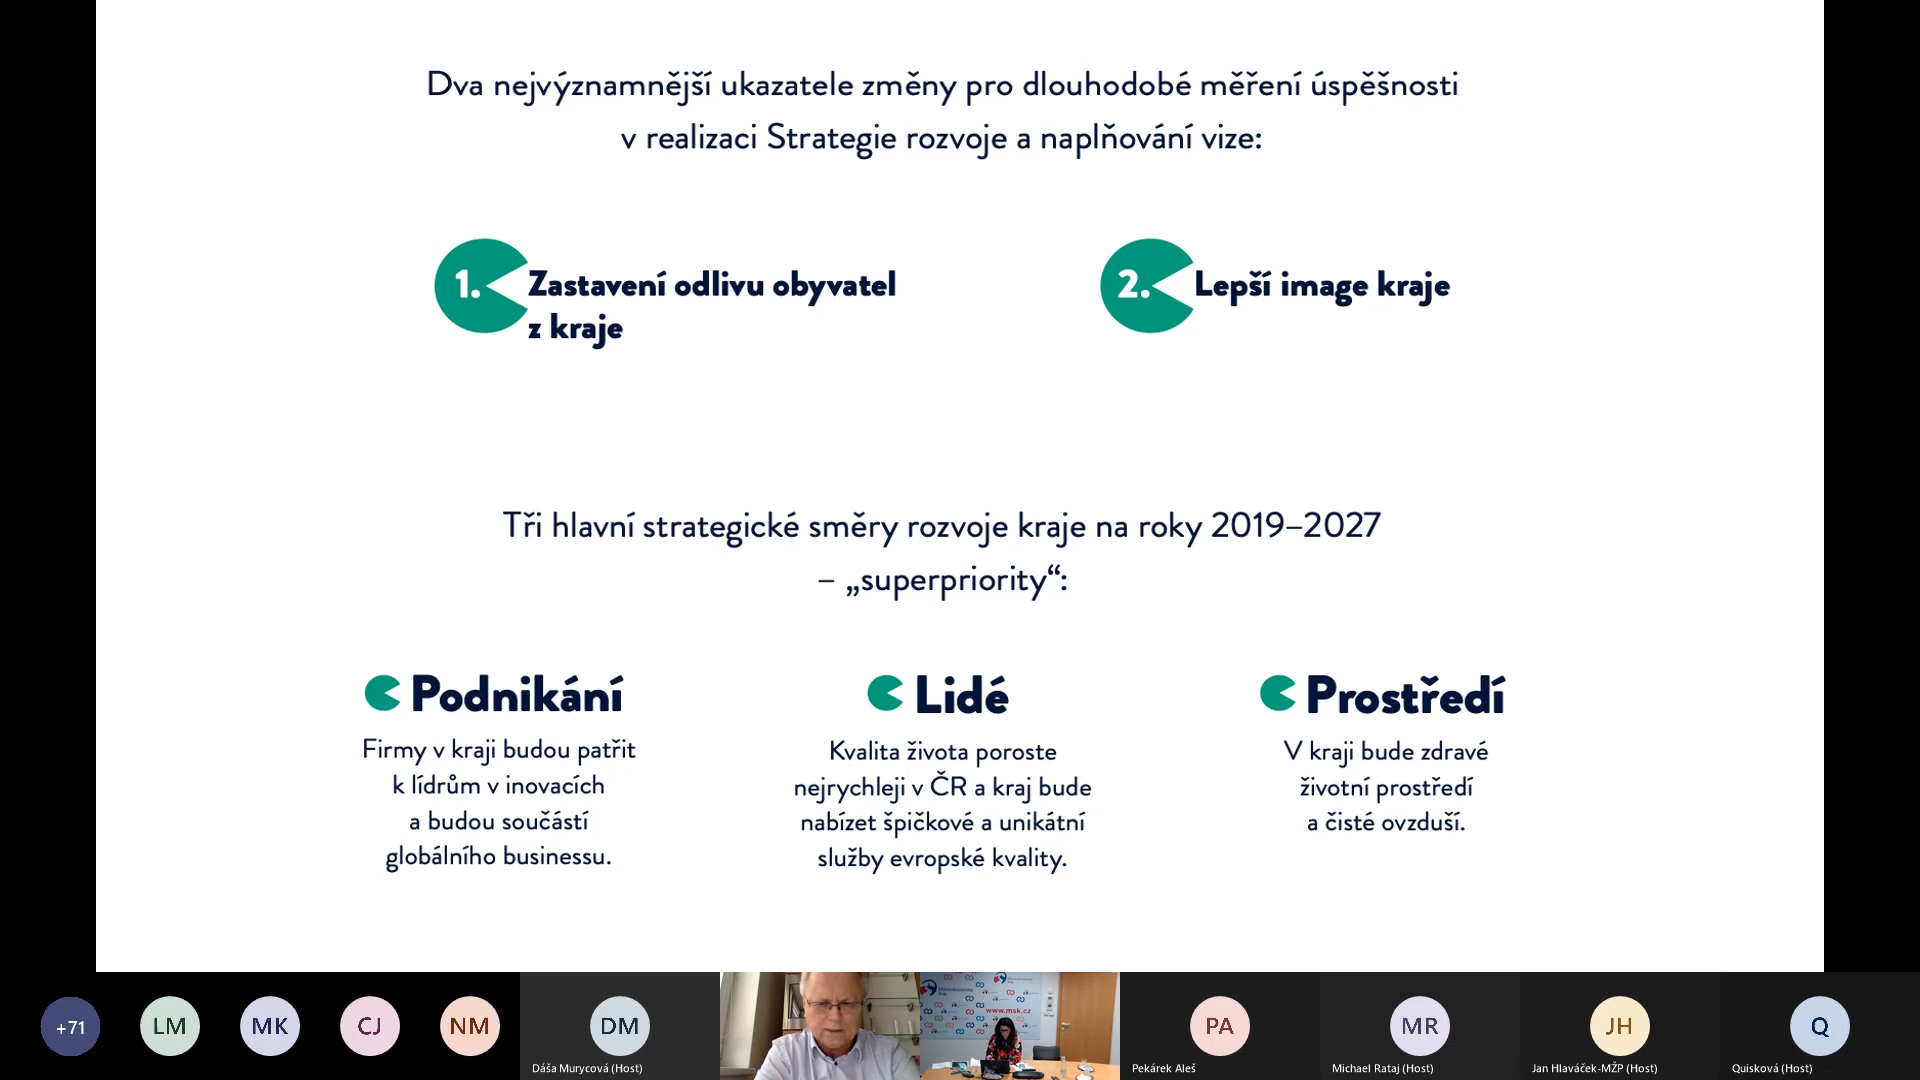 Dva nejvýznamnější ukazatele změny pro dlouhodobé měření úspěšnosti
v realizaci Strategie rozvoje a naplňování vize:
1.
Zastavení odlivu obyvatel
z kraje
2.
Lepší image kraje
Tři hlavní strategické směry rozvoje kraje na roky 2019–2027
– „superpriority“:
Podnikání
Firmy v kraji budou patřit
k lídrům v inovacích
a budou součástí
globálního businessu.
Lidé
Kvalita života poroste
nejrychleji v ČR a kraj bude
nabízet špičkové a unikátní
služby evropské kvality.
Prostředí
V kraji bude zdravé
životní prostředí
a čisté ovzduší.
+71
LM
MK
CJ
NM
DM
Dáša Murycová (Host)
www.msk.cz
PA
Pekárek Aleš
MR
Michael Rataj (Host)
JH
Jan Hlaváček-MŽP (Host)
Q
Quisková (Host)